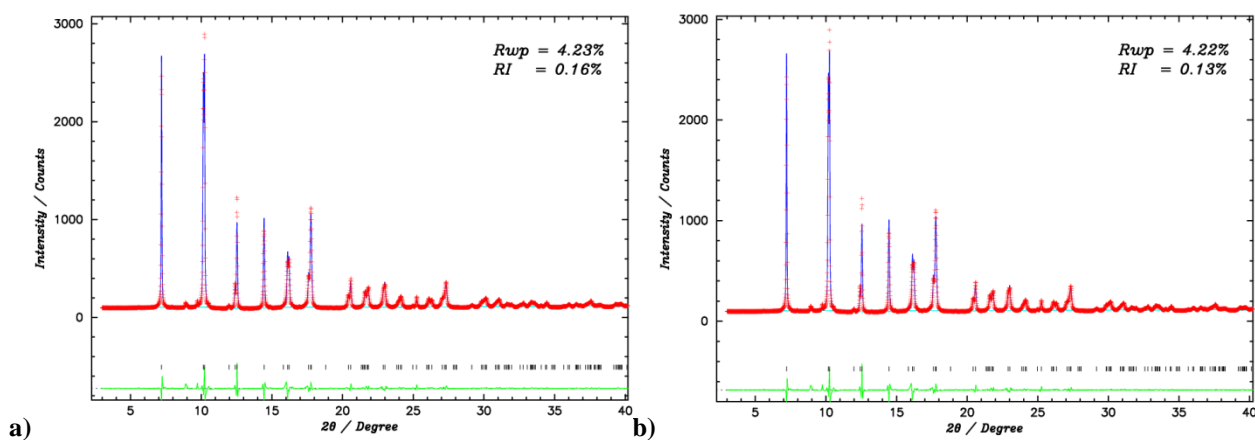 Rwp = 4.23%
RI = 0.16%
Intensity / Counts
3000
2000
1000
0
5 10 15 20 25 30 35 40
2θ / Degree
a)
Rwp = 4.22%
RI = 0.13%
Intensity / Counts
3000
2000
1000
0
5 10 15 20 25 30 35 40
2θ / Degree
b)